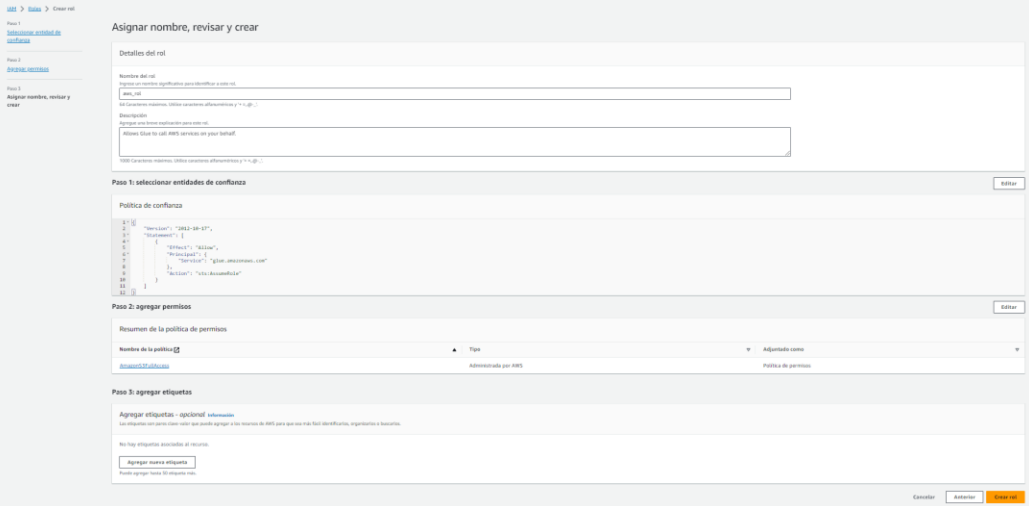 IAM > Roles > Crear rol
Paso 1
Seleccionar entidad de
confianza
Paso 2
Agregar permisos
Paso 3
Asignar nombre, revisar y
crear
Asignar nombre, revisar y crear
Detalles del rol
Nombre del rol
Ingrese un nombre significativo para identificar a este rol.
aws_rol
64 Caracteres máximos. Utilice caracteres alfanuméricos y '+=,.@-_'.
Descripción
Agregue una breve explicación para este rol.
Allows Glue to call AWS services on your behalf.
1000 Caracteres máximos. Utilice caracteres alfanuméricos y '+=,.@-_'.
Paso 1: seleccionar entidades de confianza
Editar
Política de confianza
1 {
2 "Version": "2012-10-17",
3 "Statement": [
4 {
5 "Effect": "Allow",
6 "Principal": {
7 "Service": "glue.amazonaws.com"
8 },
9 "Action": "sts:AssumeRole"
10 }
11 ]
12 }
Paso 2: agregar permisos
Editar
Resumen de la política de permisos
Nombre de la política Tipo Adjuntado como
AmazonS3FullAccess Administrada por AWS Política de permisos
Paso 3: agregar etiquetas
Agregar etiquetas - opcional Información
Las etiquetas son pares clave-valor que puede agregar a los recursos de AWS para que sea más fácil identificarlos, organizarlos o buscarlos.
No hay etiquetas asociadas al recurso.
Agregar nueva etiqueta
Puede agregar hasta 50 etiquetas más.
Cancelar Anterior Crear rol